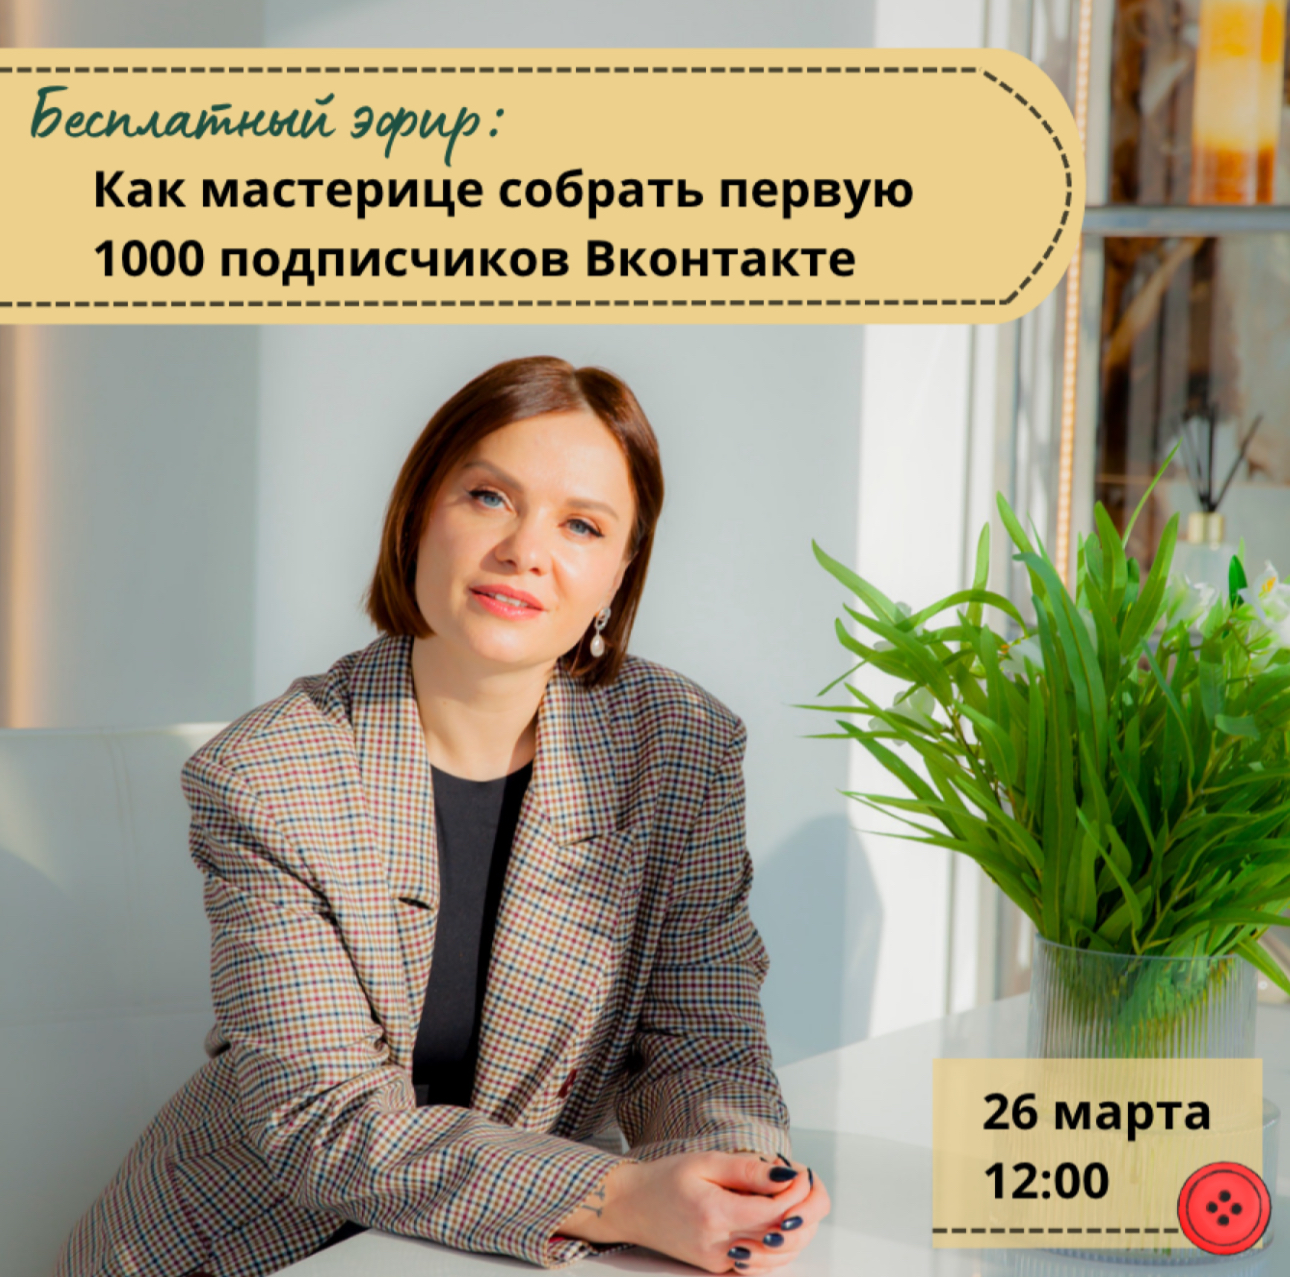 Бесплатный эфир:
Как мастерице собрать первую
1000 подписчиков Вконтакте
26 марта
12:00